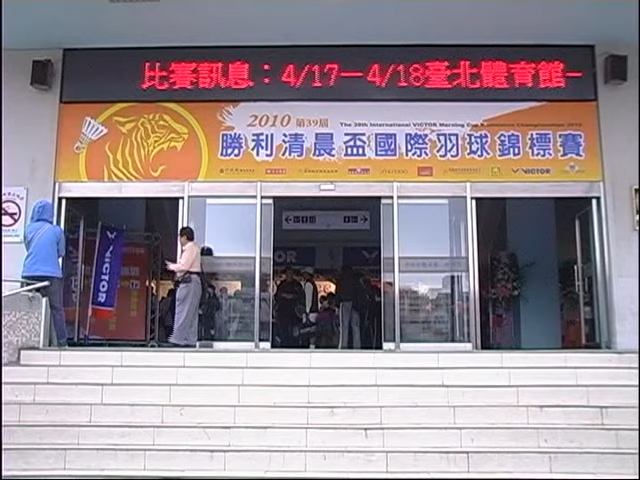 比賽訊息：4/17－4/18臺北體育館－
2010 第39屆
The 39th International VICTOR Morning Cup Badminton Championships 2010
勝利清晨盃國際羽球錦標賽
VICTOR
VICTOR
VICTOR